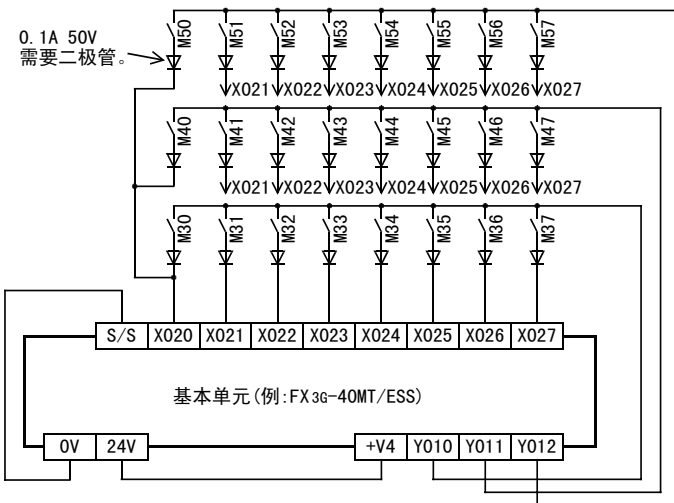 M50 M51 M52 M53 M54 M55 M56 M57
0.1A 50V
需要二极管。
X021 X022 X023 X024 X025 X026 X027
M40 M41 M42 M43 M44 M45 M46 M47
X021 X022 X023 X024 X025 X026 X027
M30 M31 M32 M33 M34 M35 M36 M37
S/S X020 X021 X022 X023 X024 X025 X026 X027
基本单元(例:FX3G-40MT/ESS)
0V 24V +V4 Y010 Y011 Y012